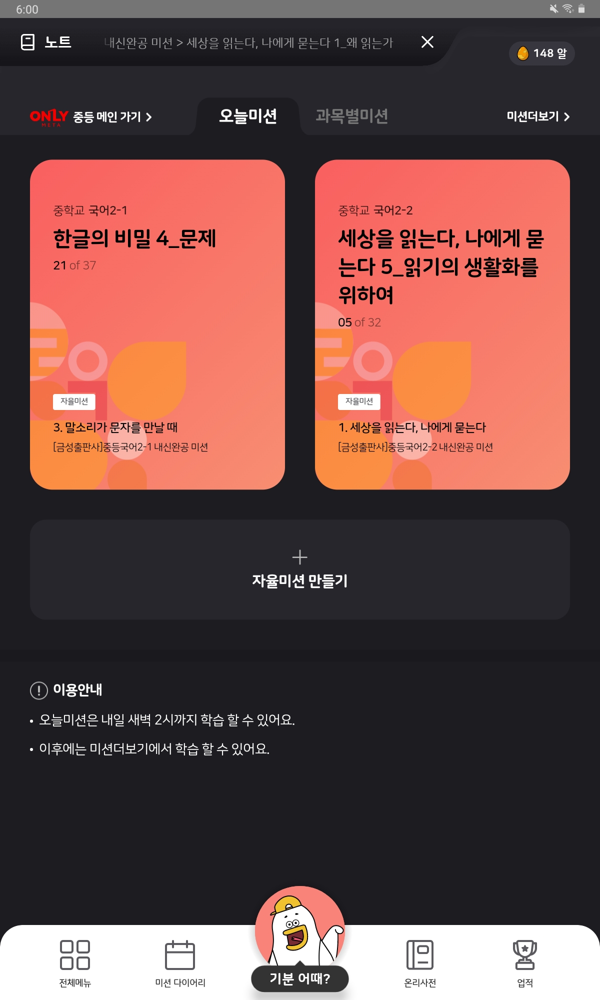 6:00
노트
내신완공 미션 > 세상을 읽는다, 나에게 묻는다 1_왜 읽는가
148 알
ONLY META
중등 메인 가기
오늘미션
과목별미션
미션더보기
중학교 국어2-1
한글의 비밀 4_문제
21 of 37
자율미션
3. 말소리가 문자를 만날 때
[금성출판사]중등국어2-1 내신완공 미션
중학교 국어2-2
세상을 읽는다, 나에게 묻
는다 5_읽기의 생활화를
위하여
05 of 32
자율미션
1. 세상을 읽는다, 나에게 묻는다
[금성출판사]중등국어2-2 내신완공 미션
자율미션 만들기
이용안내
• 오늘미션은 내일 새벽 2시까지 학습 할 수 있어요.
• 이후에는 미션더보기에서 학습 할 수 있어요.
전체메뉴
미션 다이어리
기분 어때?
온리사전
업적